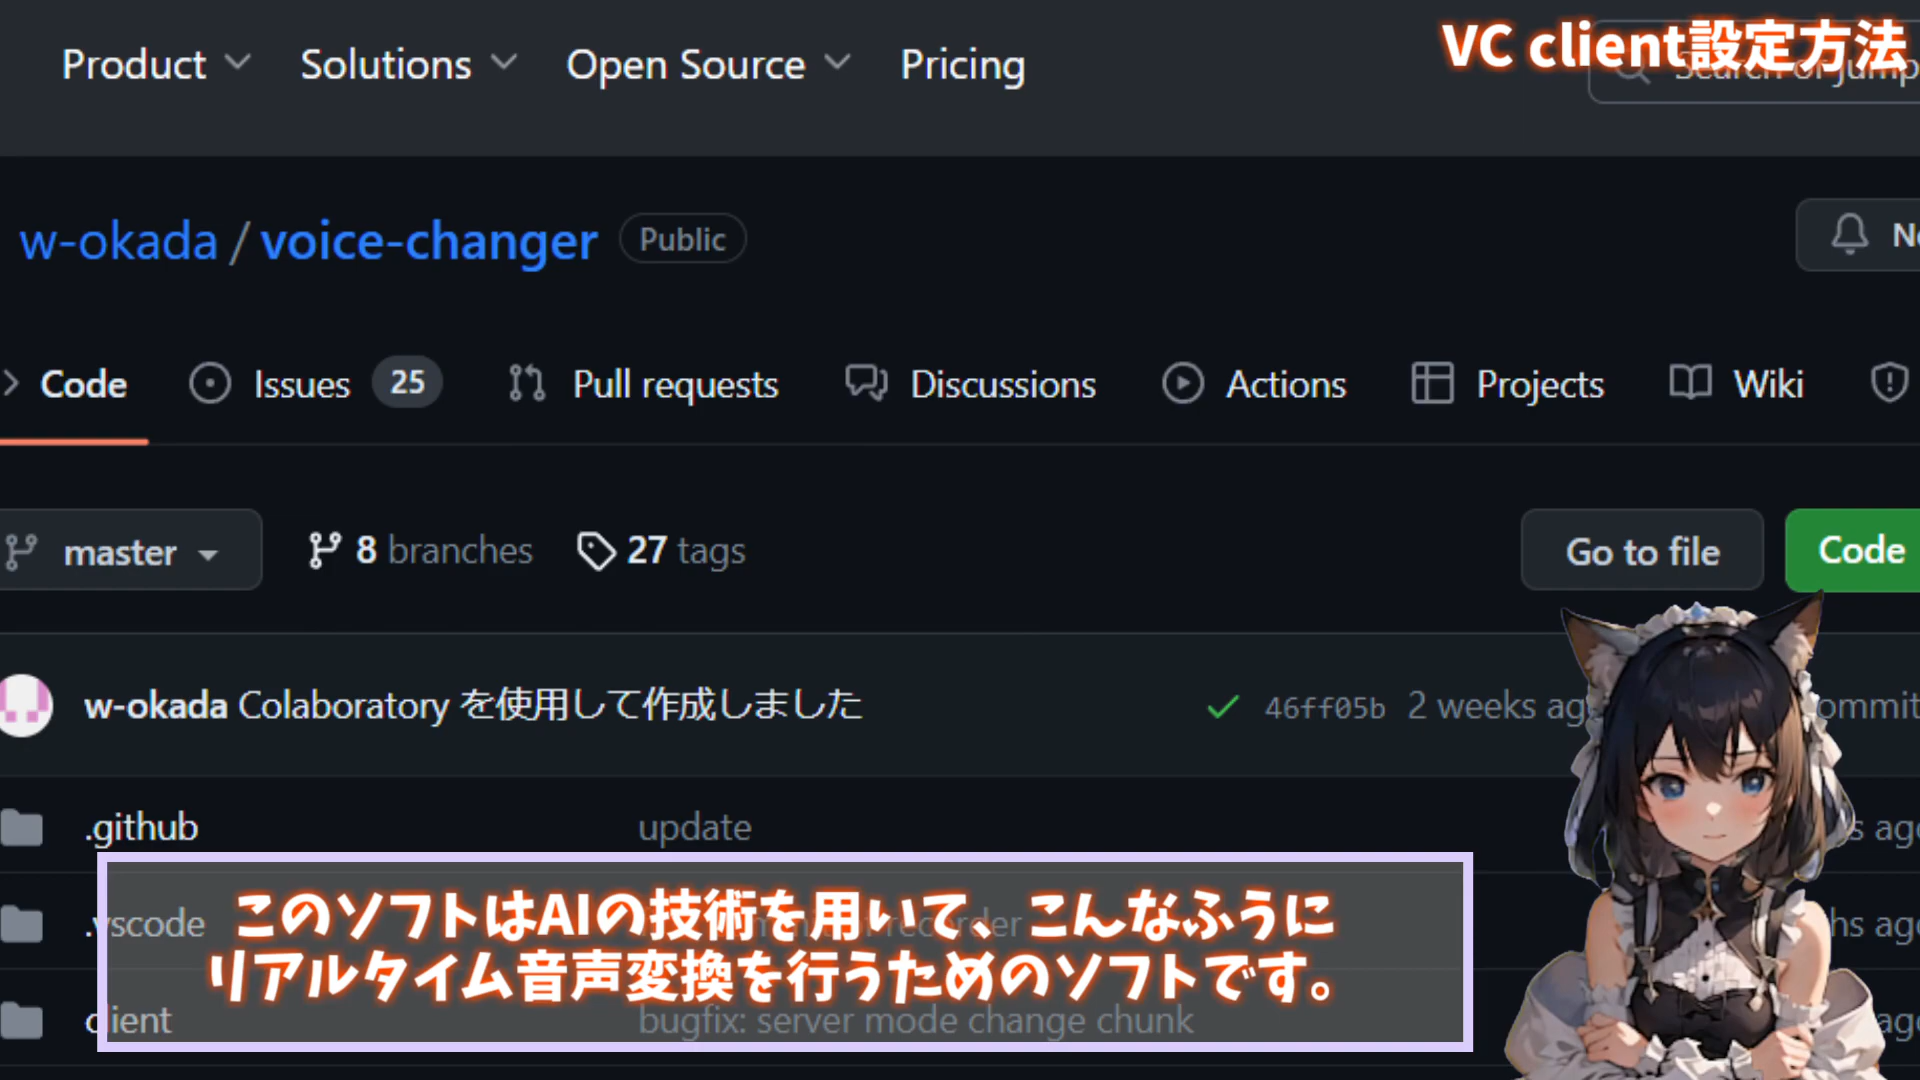 Product Solutions Open Source Pricing
VC client設定方法
w-okada / voice-changer Public
Code Issues 25 Pull requests Discussions Actions Projects Wiki
master 8 branches 27 tags Go to file Code
w-okada Colaboratory を使用して作成しました 46ff05b 2 weeks ago
.github update
.vscode
このソフトはAIの技術を用いて、こんなふうに
リアルタイム音声変換を行うためのソフトです。
client bugfix: server mode change chunk